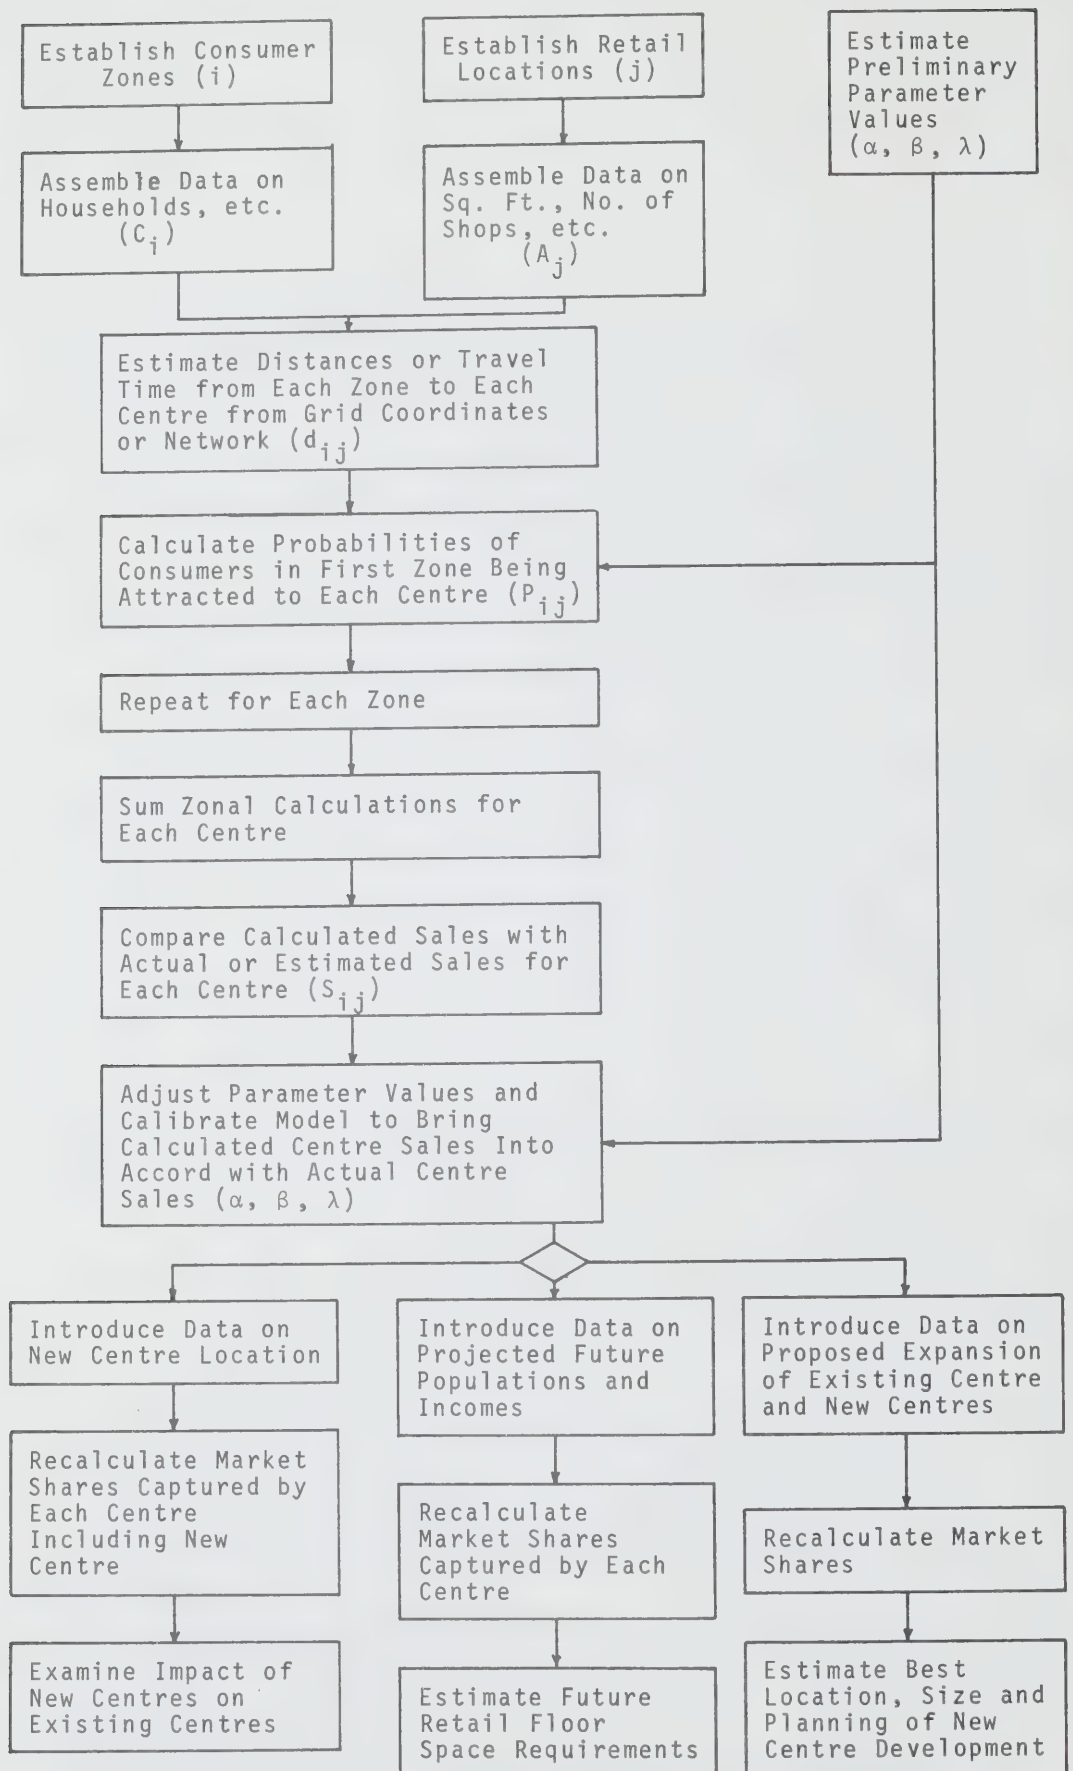 Establish Consumer
Zones (i)
Establish Retail
Locations (j)
Estimate
Preliminary
Parameter
Values
(α, β, λ)
Assemble Data on
Households, etc.
(C_i)
Assemble Data on
Sq. Ft., No. of
Shops, etc.
(A_j)
Estimate Distances or Travel
Time from Each Zone to Each
Centre from Grid Coordinates
or Network (d_ij)
Calculate Probabilities of
Consumers in First Zone Being
Attracted to Each Centre (P_ij)
Repeat for Each Zone
Sum Zonal Calculations for
Each Centre
Compare Calculated Sales with
Actual or Estimated Sales for
Each Centre (S_ij)
Adjust Parameter Values and
Calibrate Model to Bring
Calculated Centre Sales Into
Accord with Actual Centre
Sales (α, β, λ)
Introduce Data on
New Centre Location
Recalculate Market
Shares Captured by
Each Centre
Including New
Centre
Examine Impact of
New Centres on
Existing Centres
Introduce Data on
Projected Future
Populations and
Incomes
Recalculate
Market Shares
Captured by Each
Centre
Estimate Future
Retail Floor
Space Requirements
Introduce Data on
Proposed Expansion
of Existing Centre
and New Centres
Recalculate Market
Shares
Estimate Best
Location, Size and
Planning of New
Centre Development